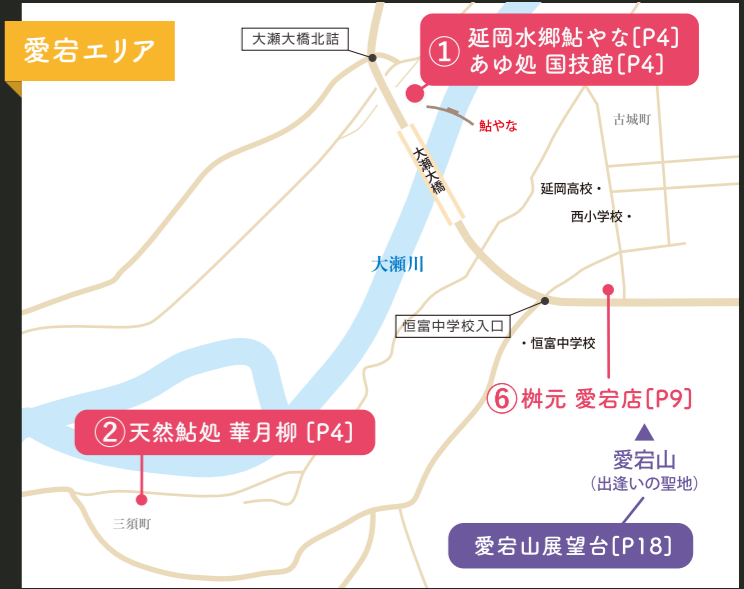 愛宕エリア
大瀬大橋北詰
① 延岡水郷鮎やな[P4]
あゆ処 国技館[P4]
鮎やな
古城町
大瀬大橋
延岡高校・
西小学校・
大瀬川
恒富中学校入口
・恒富中学校
⑥桝元 愛宕店[P9]
②天然鮎処 華月柳 [P4]
愛宕山
（出逢いの聖地）
三須町
愛宕山展望台[P18]